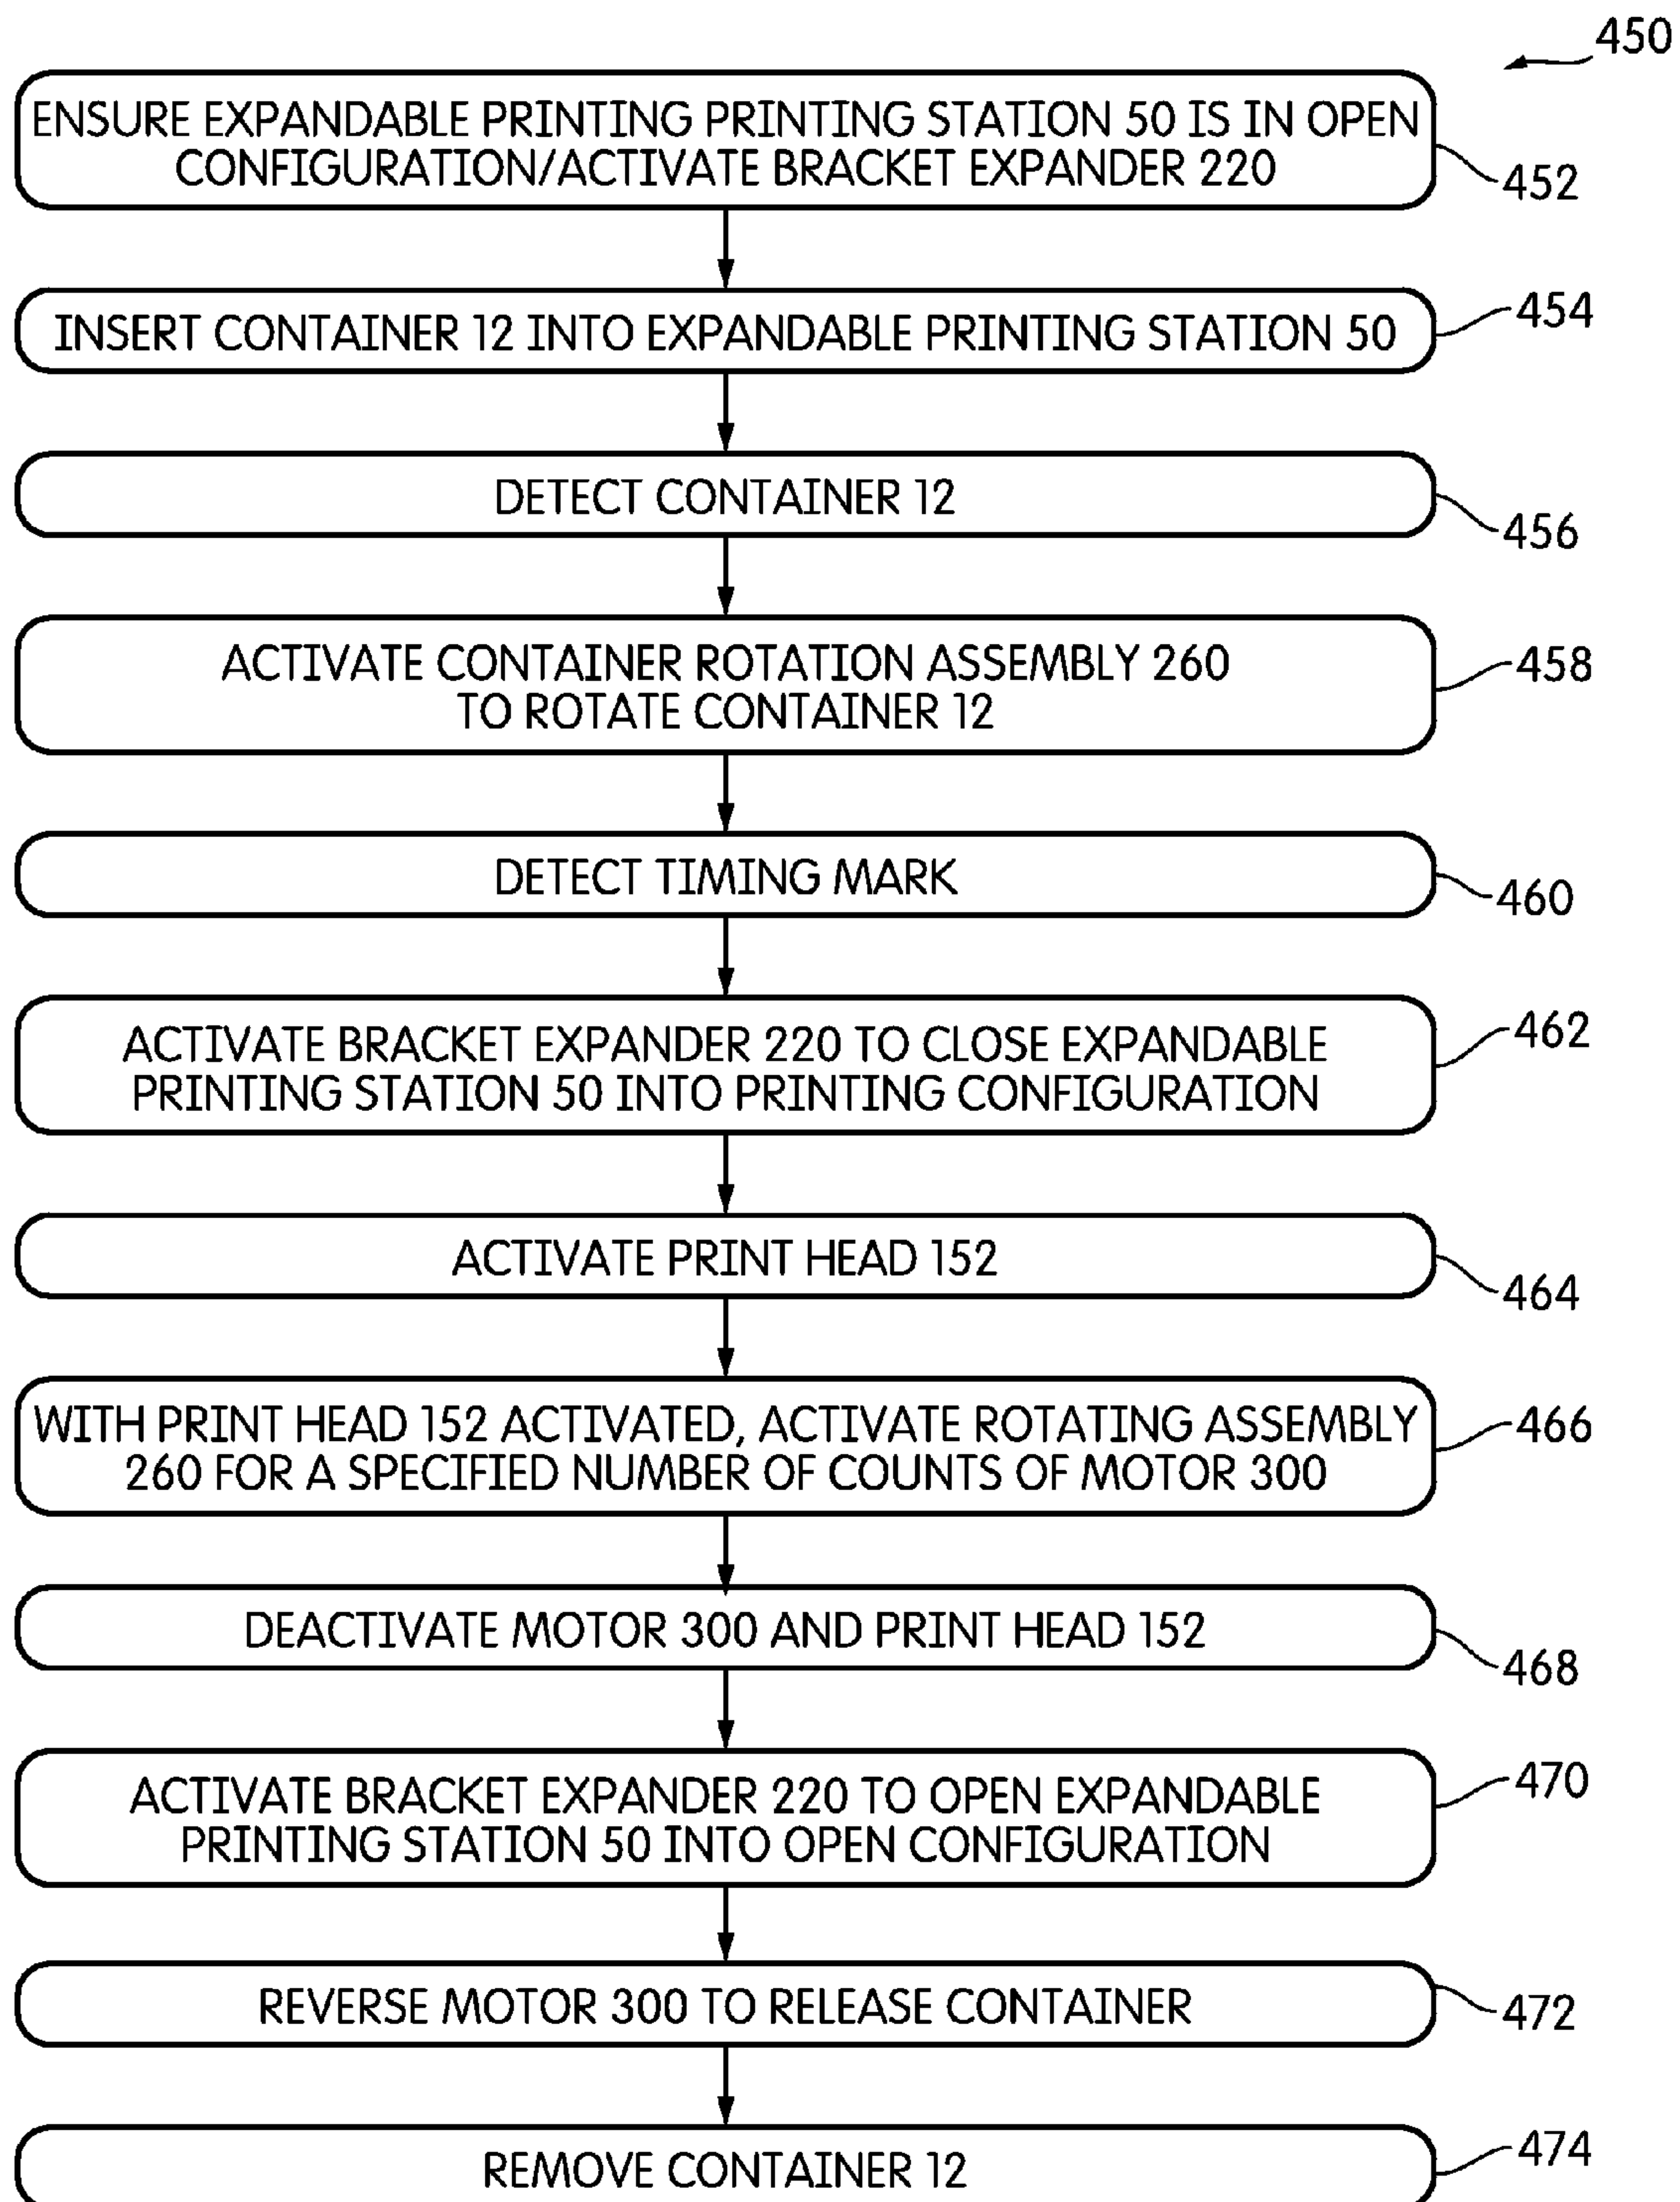 450
ENSURE EXPANDABLE PRINTING PRINTING STATION 50 IS IN OPEN
CONFIGURATION/ACTIVATE BRACKET EXPANDER 220
452
INSERT CONTAINER 12 INTO EXPANDABLE PRINTING STATION 50
454
DETECT CONTAINER 12
456
ACTIVATE CONTAINER ROTATION ASSEMBLY 260
TO ROTATE CONTAINER 12
458
DETECT TIMING MARK
460
ACTIVATE BRACKET EXPANDER 220 TO CLOSE EXPANDABLE
PRINTING STATION 50 INTO PRINTING CONFIGURATION
462
ACTIVATE PRINT HEAD 152
464
WITH PRINT HEAD 152 ACTIVATED, ACTIVATE ROTATING ASSEMBLY
260 FOR A SPECIFIED NUMBER OF COUNTS OF MOTOR 300
466
DEACTIVATE MOTOR 300 AND PRINT HEAD 152
468
ACTIVATE BRACKET EXPANDER 220 TO OPEN EXPANDABLE
PRINTING STATION 50 INTO OPEN CONFIGURATION
470
REVERSE MOTOR 300 TO RELEASE CONTAINER
472
REMOVE CONTAINER 12
474